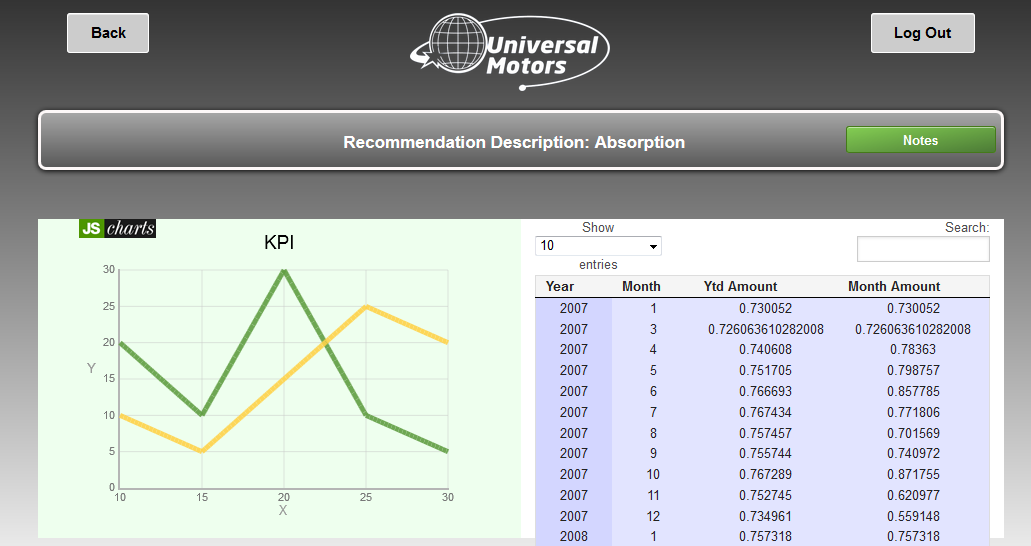 Back
Universal
Motors
Log Out
Recommendation Description: Absorption
Notes
JS charts
KPI
30
25
20
15
10
5
0
Y
10 15 20 25 30
X
Show
10
entries
Search:
Year Month Ytd Amount Month Amount
2007 1 0.730052 0.730052
2007 3 0.726063610282008 0.726063610282008
2007 4 0.740608 0.78363
2007 5 0.751705 0.798757
2007 6 0.766693 0.857785
2007 7 0.767434 0.771806
2007 8 0.757457 0.701569
2007 9 0.755744 0.740972
2007 10 0.767289 0.871755
2007 11 0.752745 0.620977
2007 12 0.734961 0.559148
2008 1 0.757318 0.757318